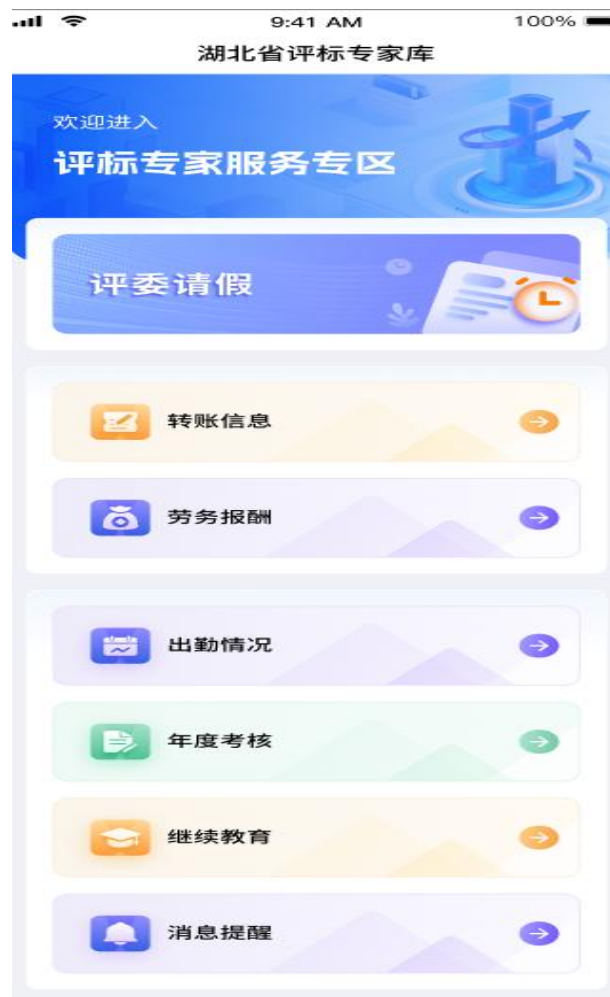 9:41 AM
100%
湖北省评标专家库
欢迎进入
评标专家服务专区
评委请假
转账信息
劳务报酬
出勤情况
年度考核
继续教育
消息提醒